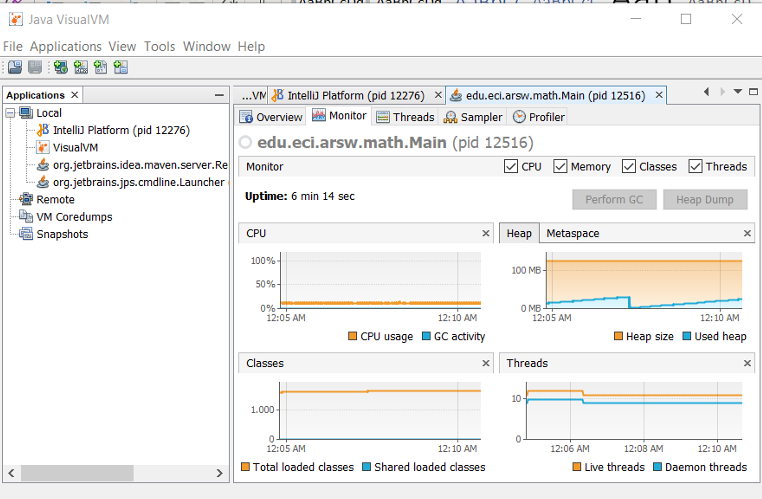 Java VisualVM
File Applications View Tools Window Help
Applications
Local
IntelliJ Platform (pid 12276)
VisualVM
org.jetbrains.idea.maven.server.Re
org.jetbrains.jps.cmdline.Launcher
Remote
VM Coredumps
Snapshots
...VM IntelliJ Platform (pid 12276) edu.eci.arsw.math.Main (pid 12516)
Overview Monitor Threads Sampler Profiler
edu.eci.arsw.math.Main (pid 12516)
Monitor CPU Memory Classes Threads
Uptime: 6 min 14 sec
Perform GC Heap Dump
CPU
100%
50%
0%
12:05 AM 12:10 AM
CPU usage GC activity
Heap Metaspace
100 MB
0 MB
12:05 AM 12:10 AM
Heap size Used heap
Classes
1.000
0
12:05 AM 12:10 AM
Total loaded classes Shared loaded classes
Threads
10
0
12:06 AM 12:08 AM 12:10 AM
Live threads Daemon threads